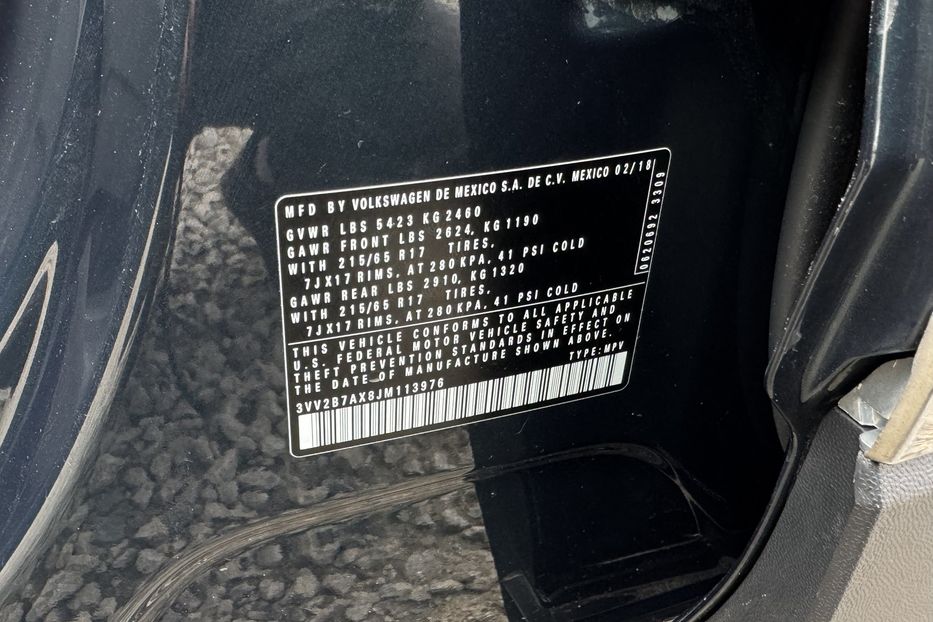 MFD BY VOLKSWAGEN DE MEXICO S.A. DE C.V. MEXICO 02/18
GVWR LBS 5423 KG 2460
GAWR FRONT LBS 2624, KG 1190
WITH 215/65 R17 TIRES,
7JX17 RIMS, AT 280 KPA, 41 PSI COLD
GAWR REAR LBS 2910, KG 1320
WITH 215/65 R17 TIRES,
7JX17 RIMS, AT 280 KPA, 41 PSI COLD
0620692 3309
THIS VEHICLE CONFORMS TO ALL APPLICABLE
U.S. FEDERAL MOTOR VEHICLE SAFETY AND
THEFT PREVENTION STANDARDS IN EFFECT ON
THE DATE OF MANUFACTURE SHOWN ABOVE.
3VV2B7AX8JM113976 TYPE: MPV